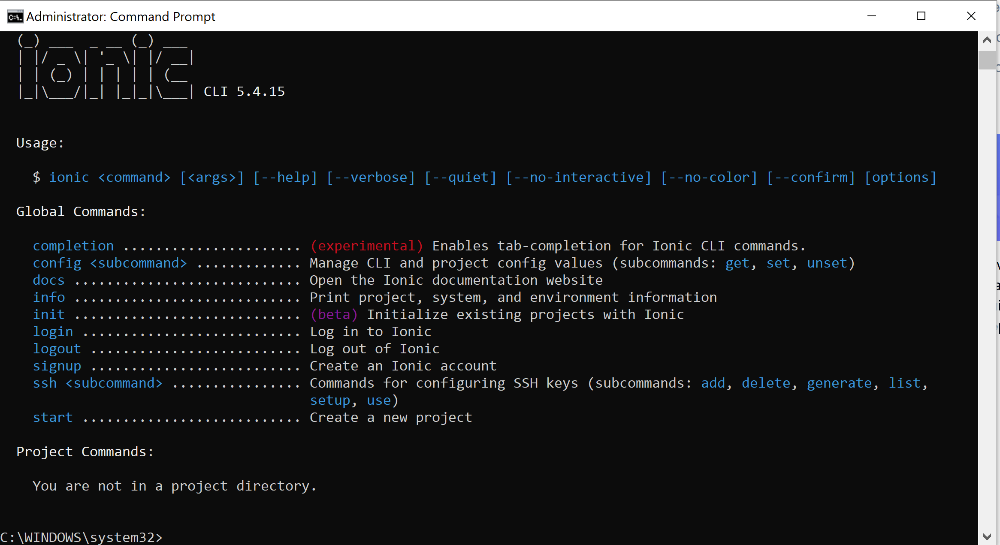 Administrator: Command Prompt
(_) ___  _ __ (_) ___
| |/ _ \| '_ \| |/ __|
| | (_) | | | | | (__
|_|\___/|_| |_|_|\___| CLI 5.4.15
Usage:
$ ionic <command> [<args>] [--help] [--verbose] [--quiet] [--no-interactive] [--no-color] [--confirm] [options]
Global Commands:
completion ...................... (experimental) Enables tab-completion for Ionic CLI commands.
config <subcommand> ............. Manage CLI and project config values (subcommands: get, set, unset)
docs ............................ Open the Ionic documentation website
info ............................ Print project, system, and environment information
init ............................ (beta) Initialize existing projects with Ionic
login ........................... Log in to Ionic
logout .......................... Log out of Ionic
signup .......................... Create an Ionic account
ssh <subcommand> ................ Commands for configuring SSH keys (subcommands: add, delete, generate, list,
setup, use)
start ........................... Create a new project
Project Commands:
You are not in a project directory.
C:\WINDOWS\system32>